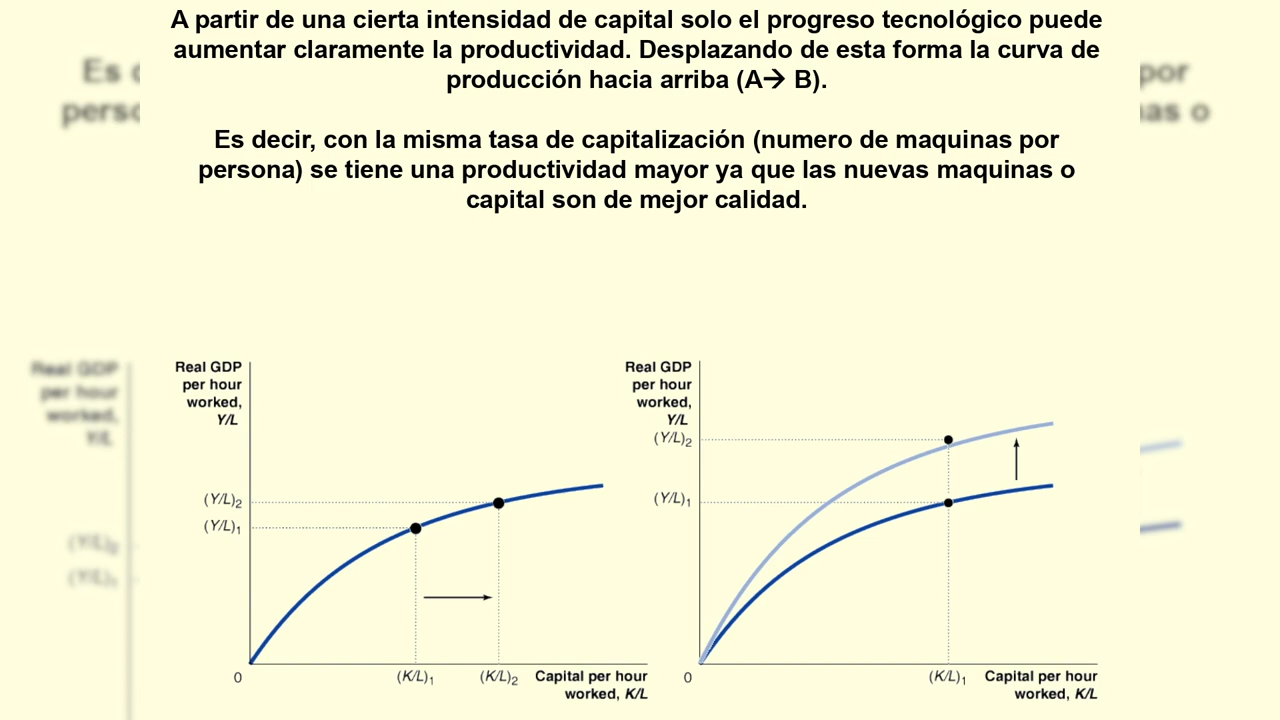 A partir de una cierta intensidad de capital solo el progreso tecnológico puede
aumentar claramente la productividad. Desplazando de esta forma la curva de
producción hacia arriba (A→ B).
Es decir, con la misma tasa de capitalización (numero de maquinas por
persona) se tiene una productividad mayor ya que las nuevas maquinas o
capital son de mejor calidad.
Real GDP
per hour
worked,
Y/L
(Y/L)₂
(Y/L)₁
0
(K/L)₁
(K/L)₂
Capital per hour
worked, K/L
Real GDP
per hour
worked,
Y/L
(Y/L)₂
(Y/L)₁
0
(K/L)₁
Capital per hour
worked, K/L